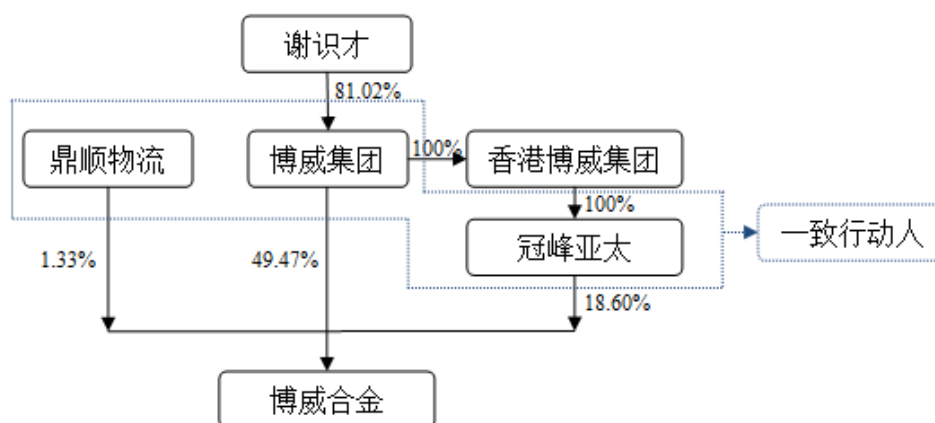 谢识才
81.02%
鼎顺物流
博威集团
100%
香港博威集团
100%
冠峰亚太
一致行动人
1.33%
49.47%
18.60%
博威合金